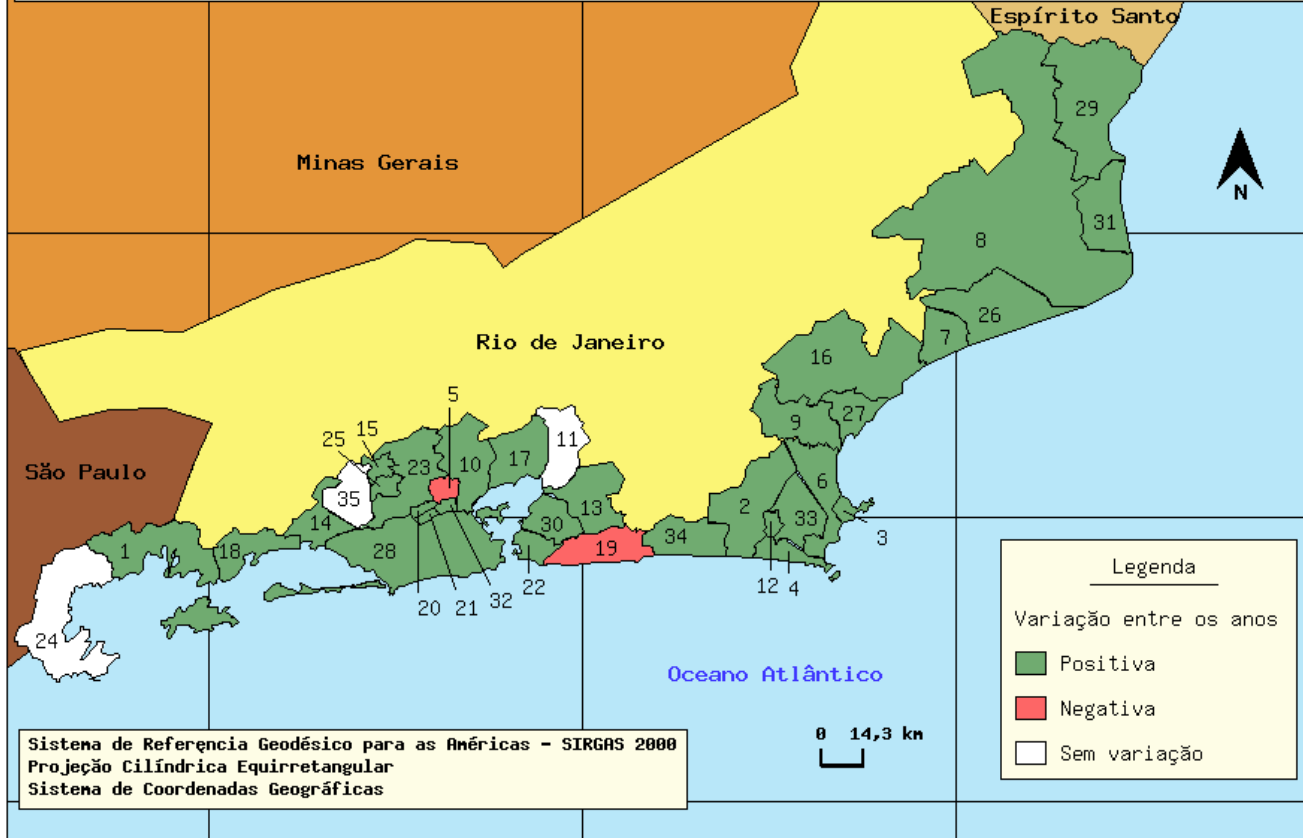 Espírito Santo
29
Minas Gerais
N
31
8
26
7
Rio de Janeiro
16
5
15
27
25
9
11
23
10
17
São Paulo
6
35
13
2
14
30
33
34
3
1
18
28
19
22
12
4
20
21
32
24
Legenda
Variação entre os anos
Positiva
Negativa
Sem variação
Oceano Atlântico
0 14,3 km
Sistema de Referençia Geodésico para as Américas - SIRGAS 2000
Projeção Cilíndrica Equirretangular
Sistema de Coordenadas Geográficas